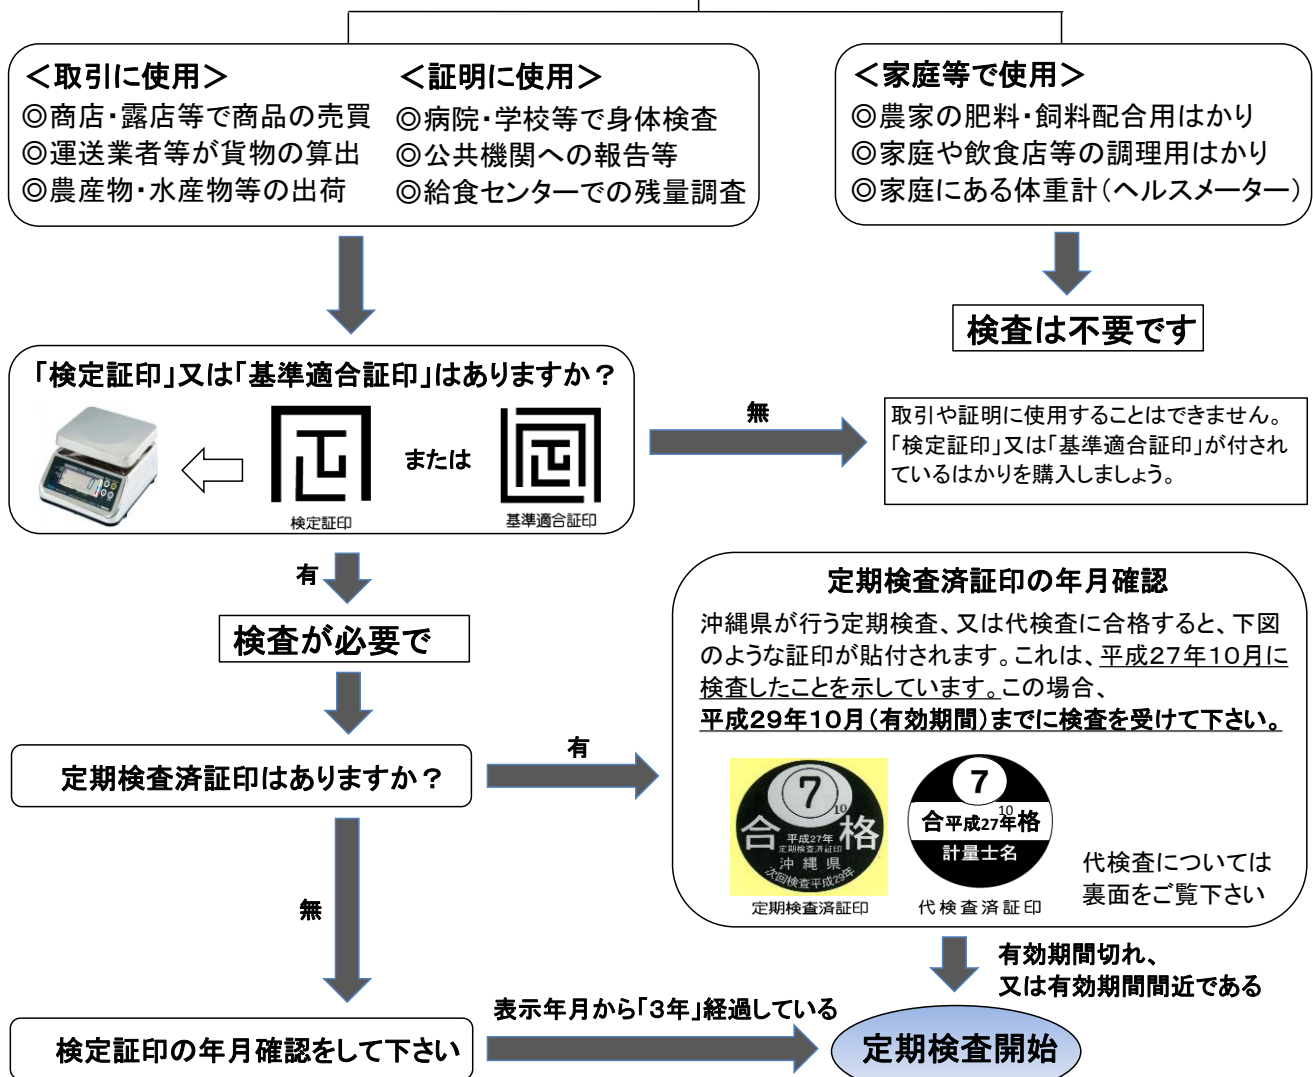 ＜取引に使用＞
◎商店・露店等で商品の売買
◎運送業者等が貨物の算出
◎農産物・水産物等の出荷
＜証明に使用＞
◎病院・学校等で身体検査
◎公共機関への報告等
◎給食センターでの残量調査
＜家庭等で使用＞
◎農家の肥料・飼料配合用はかり
◎家庭や飲食店等の調理用はかり
◎家庭にある体重計（ヘルスメーター）
検査は不要です
「検定証印」又は「基準適合証印」はありますか？
または
検定証印
基準適合証印
無
取引や証明に使用することはできません。
「検定証印」又は「基準適合証印」が付され
ているはかりを購入しましょう。
有
検査が必要で
定期検査済証印はありますか？
有
定期検査済証印の年月確認
沖縄県が行う定期検査、又は代検査に合格すると、下図
のような証印が貼付されます。これは、平成２７年１０月に
検査したことを示しています。この場合、
平成２９年１０月（有効期間）までに検査を受けて下さい。
7
10
合 格
平成27年
定期検査済証印
沖縄県
次回検査平成29年
定期検査済証印
7
10
合平成27年格
計量士名
代検査済証印
代検査については
裏面をご覧下さい
無
有効期間切れ、
又は有効期間間近である
検定証印の年月確認をして下さい
表示年月から「３年」経過している
定期検査開始